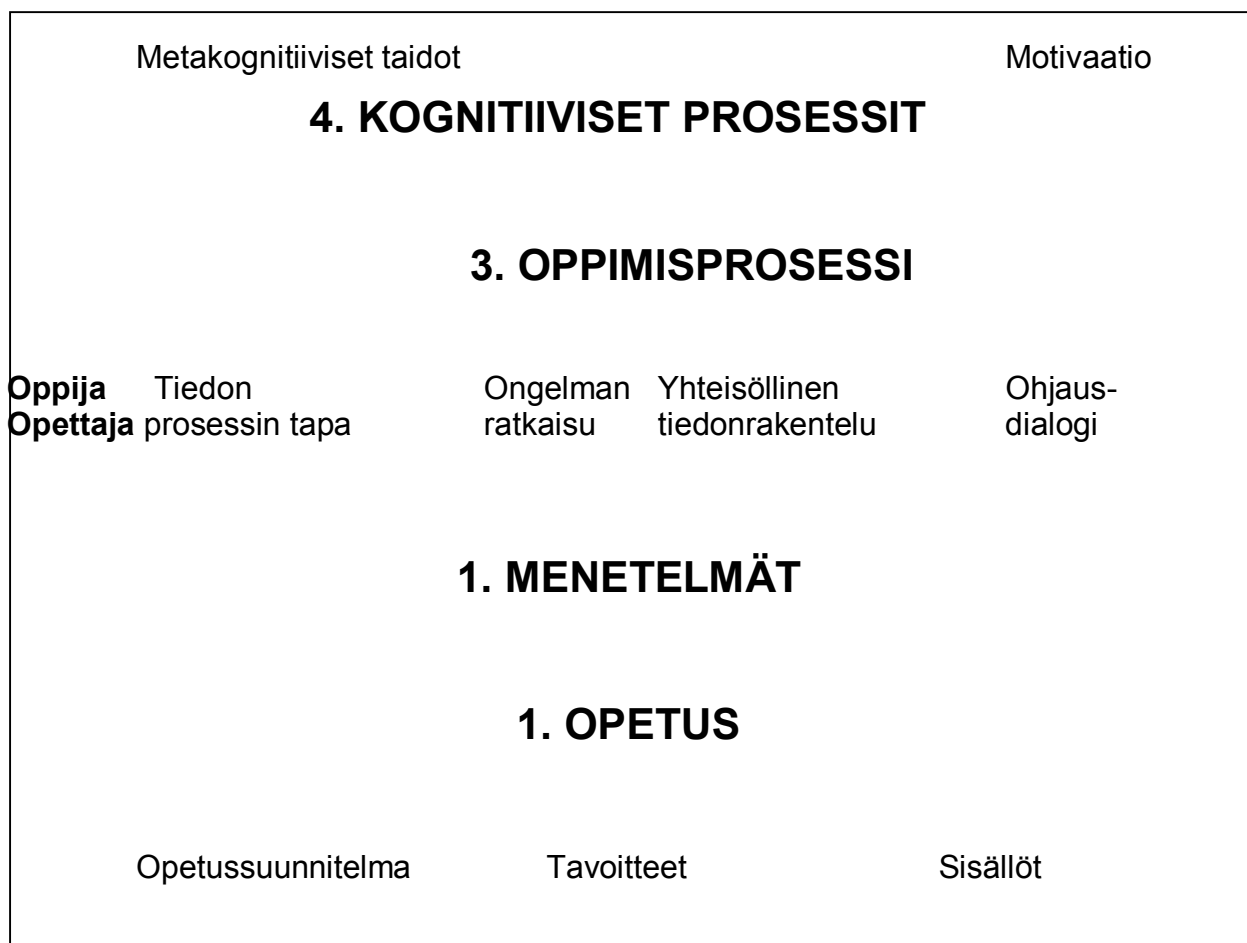 Metakognitiiviset taidot Motivaatio
4. KOGNITIIVISET PROSESSIT
3. OPPIMISPROSESSI
Oppija Tiedon Ongelman Yhteisöllinen Ohjaus-
Opettaja prosessin tapa ratkaisu tiedonrakentelu dialogi
1. MENETELMÄT
1. OPETUS
Opetussuunnitelma Tavoitteet Sisällöt